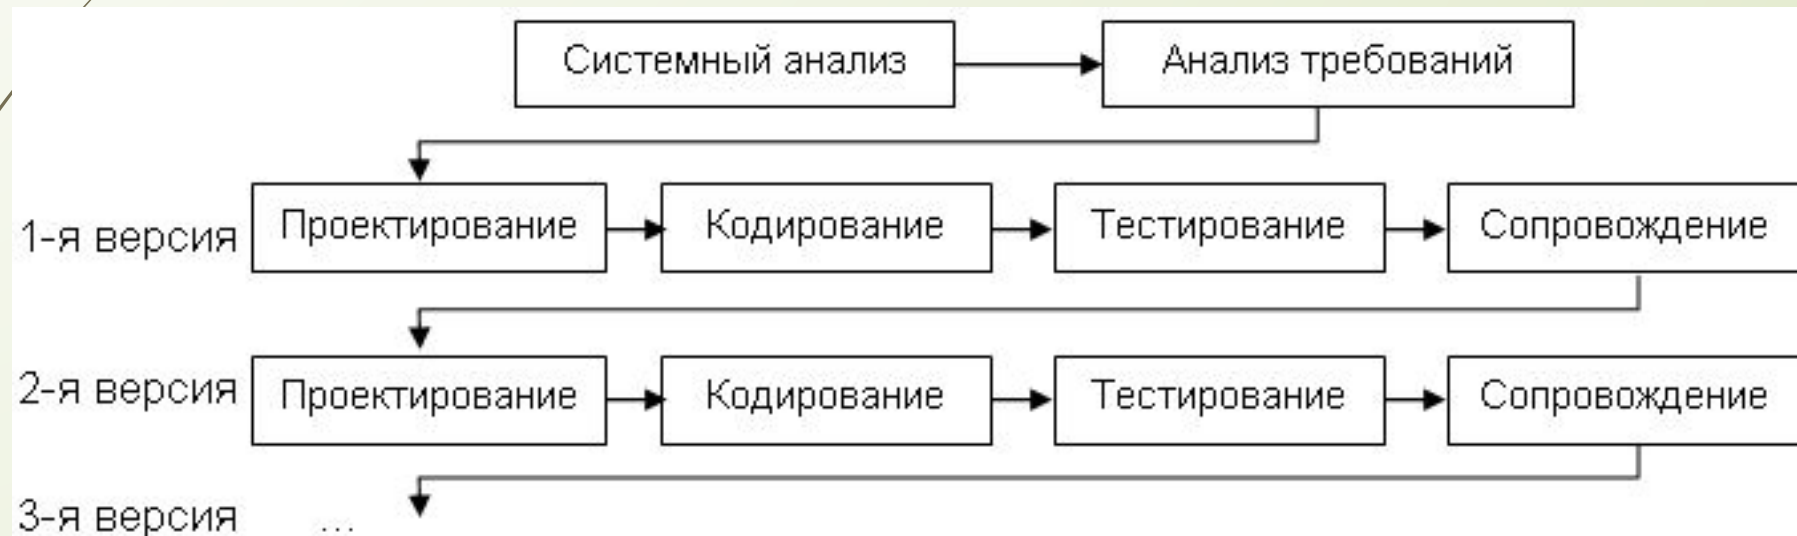 Системный анализ Анализ требований
1-я версия Проектирование Кодирование Тестирование Сопровождение
2-я версия Проектирование Кодирование Тестирование Сопровождение
3-я версия ...